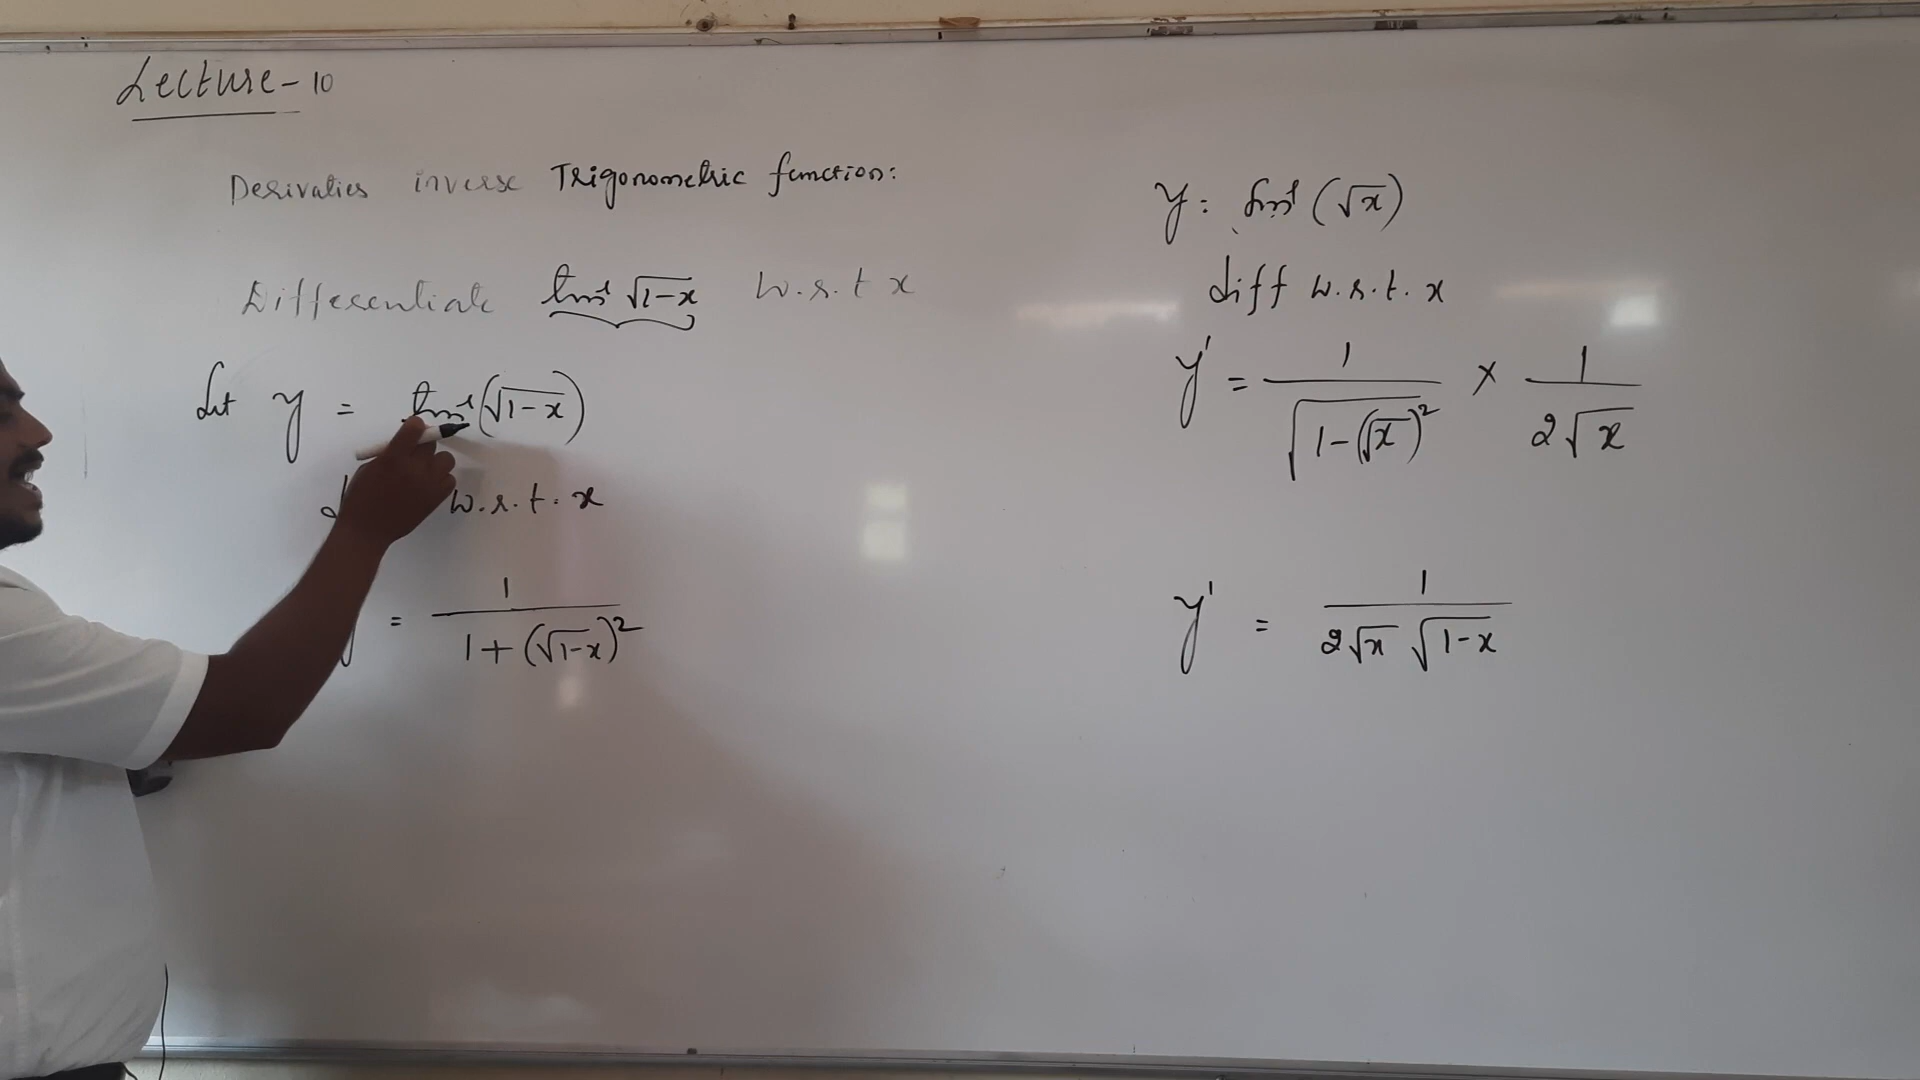 Lecture - 10
Derivaties inverse Trigonometric function:
Differentiate tan⁻¹ √1-x w.r.t x
Let y = tan⁻¹(√1-x)
w.r.t. x
= 1/(1+(√1-x)²)
y = sin⁻¹(√x)
diff w.r.t. x
y' = 1/√(1-(√x)²) × 1/(2√x)
y' = 1/(2√x √1-x)